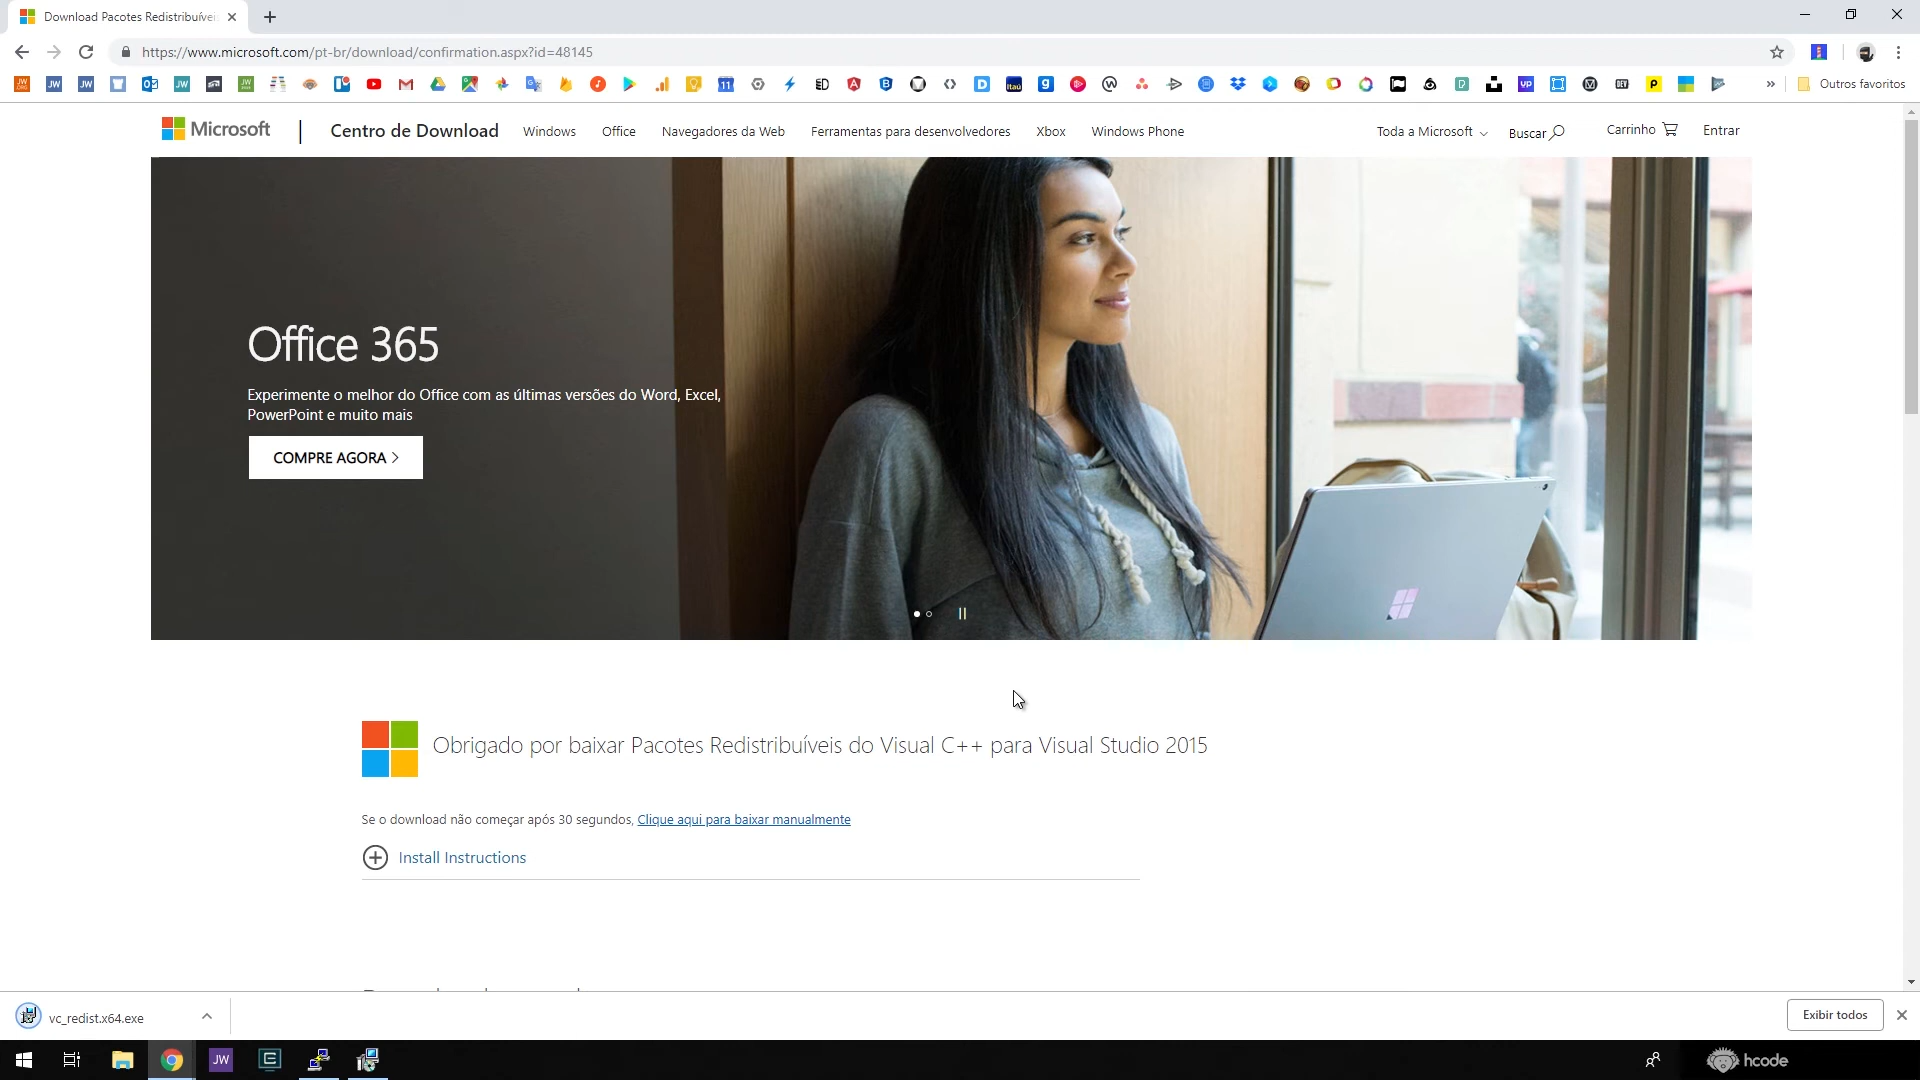 Download Pacotes Redistribuívei
https://www.microsoft.com/pt-br/download/confirmation.aspx?id=48145
Outros favoritos
Microsoft
Centro de Download
Windows
Office
Navegadores da Web
Ferramentas para desenvolvedores
Xbox
Windows Phone
Toda a Microsoft
Buscar
Carrinho
Entrar
Office 365
Experimente o melhor do Office com as últimas versões do Word, Excel,
PowerPoint e muito mais
COMPRE AGORA
Obrigado por baixar Pacotes Redistribuíveis do Visual C++ para Visual Studio 2015
Se o download não começar após 30 segundos, Clique aqui para baixar manualmente
Install Instructions
vc_redist.x64.exe
Exibir todos
JW
hcode